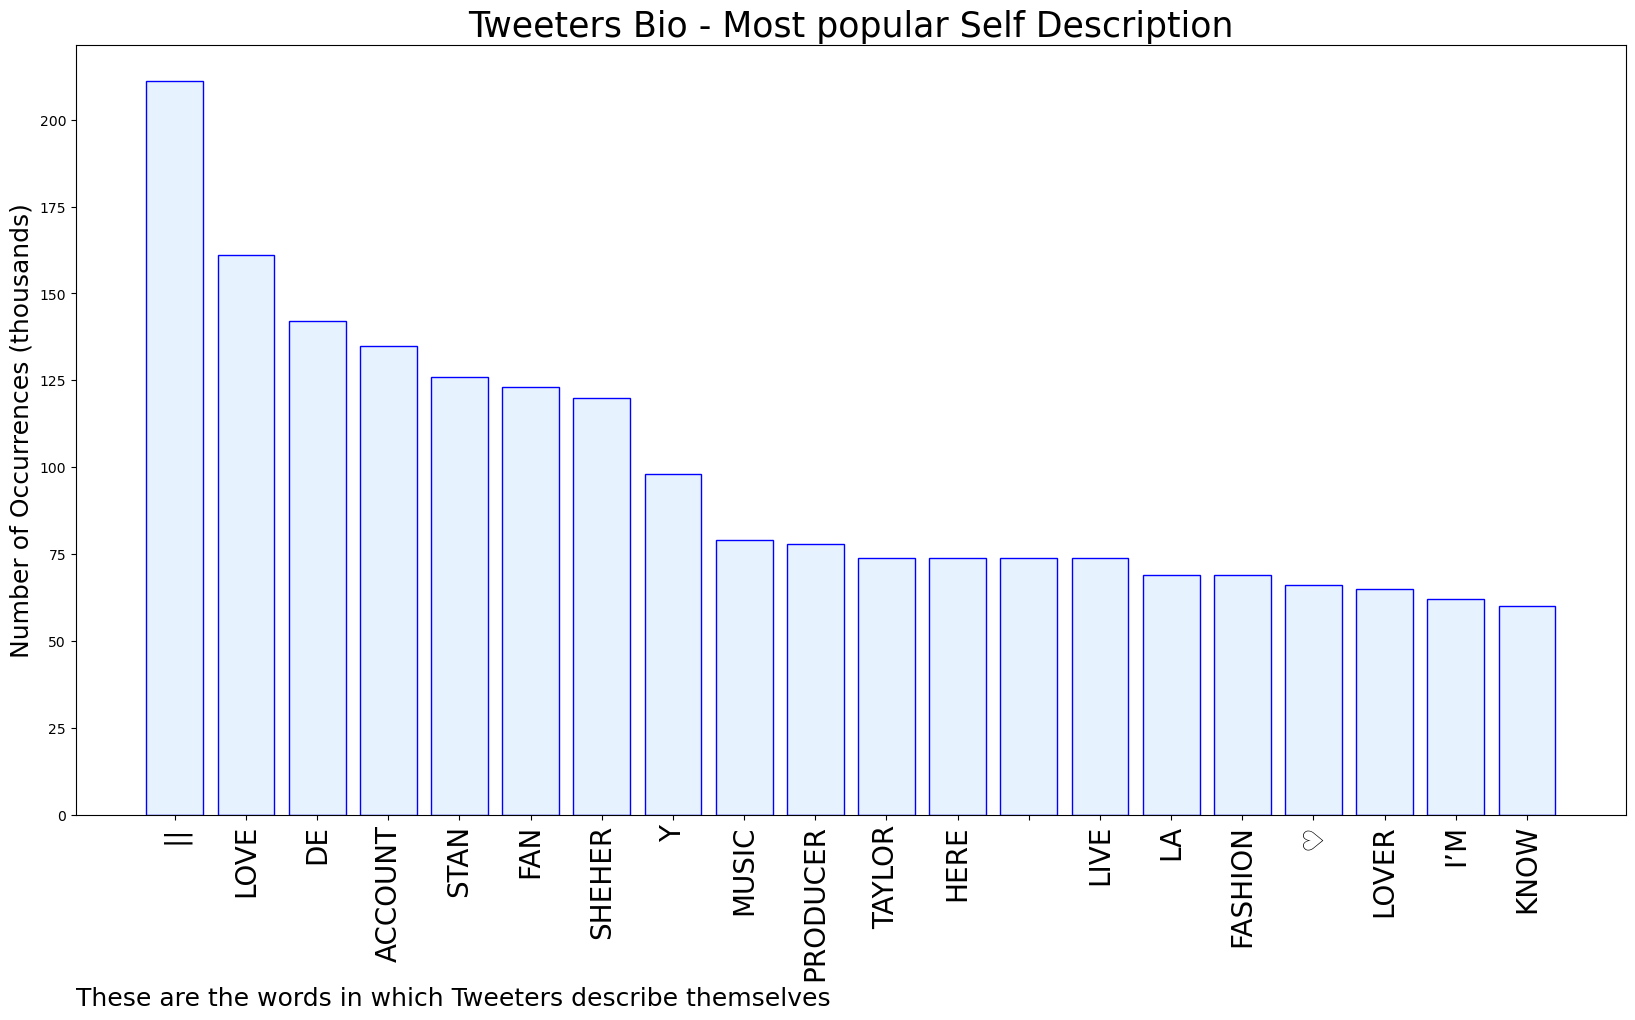 Tweeters Bio - Most popular Self Description
Number of Occurrences (thousands)
200
175
150
125
100
75
50
25
0
||
LOVE
DE
ACCOUNT
STAN
FAN
SHEHER
Y
MUSIC
PRODUCER
TAYLOR
HERE
LIVE
LA
FASHION
♡
LOVER
I’M
KNOW
These are the words in which Tweeters describe themselves